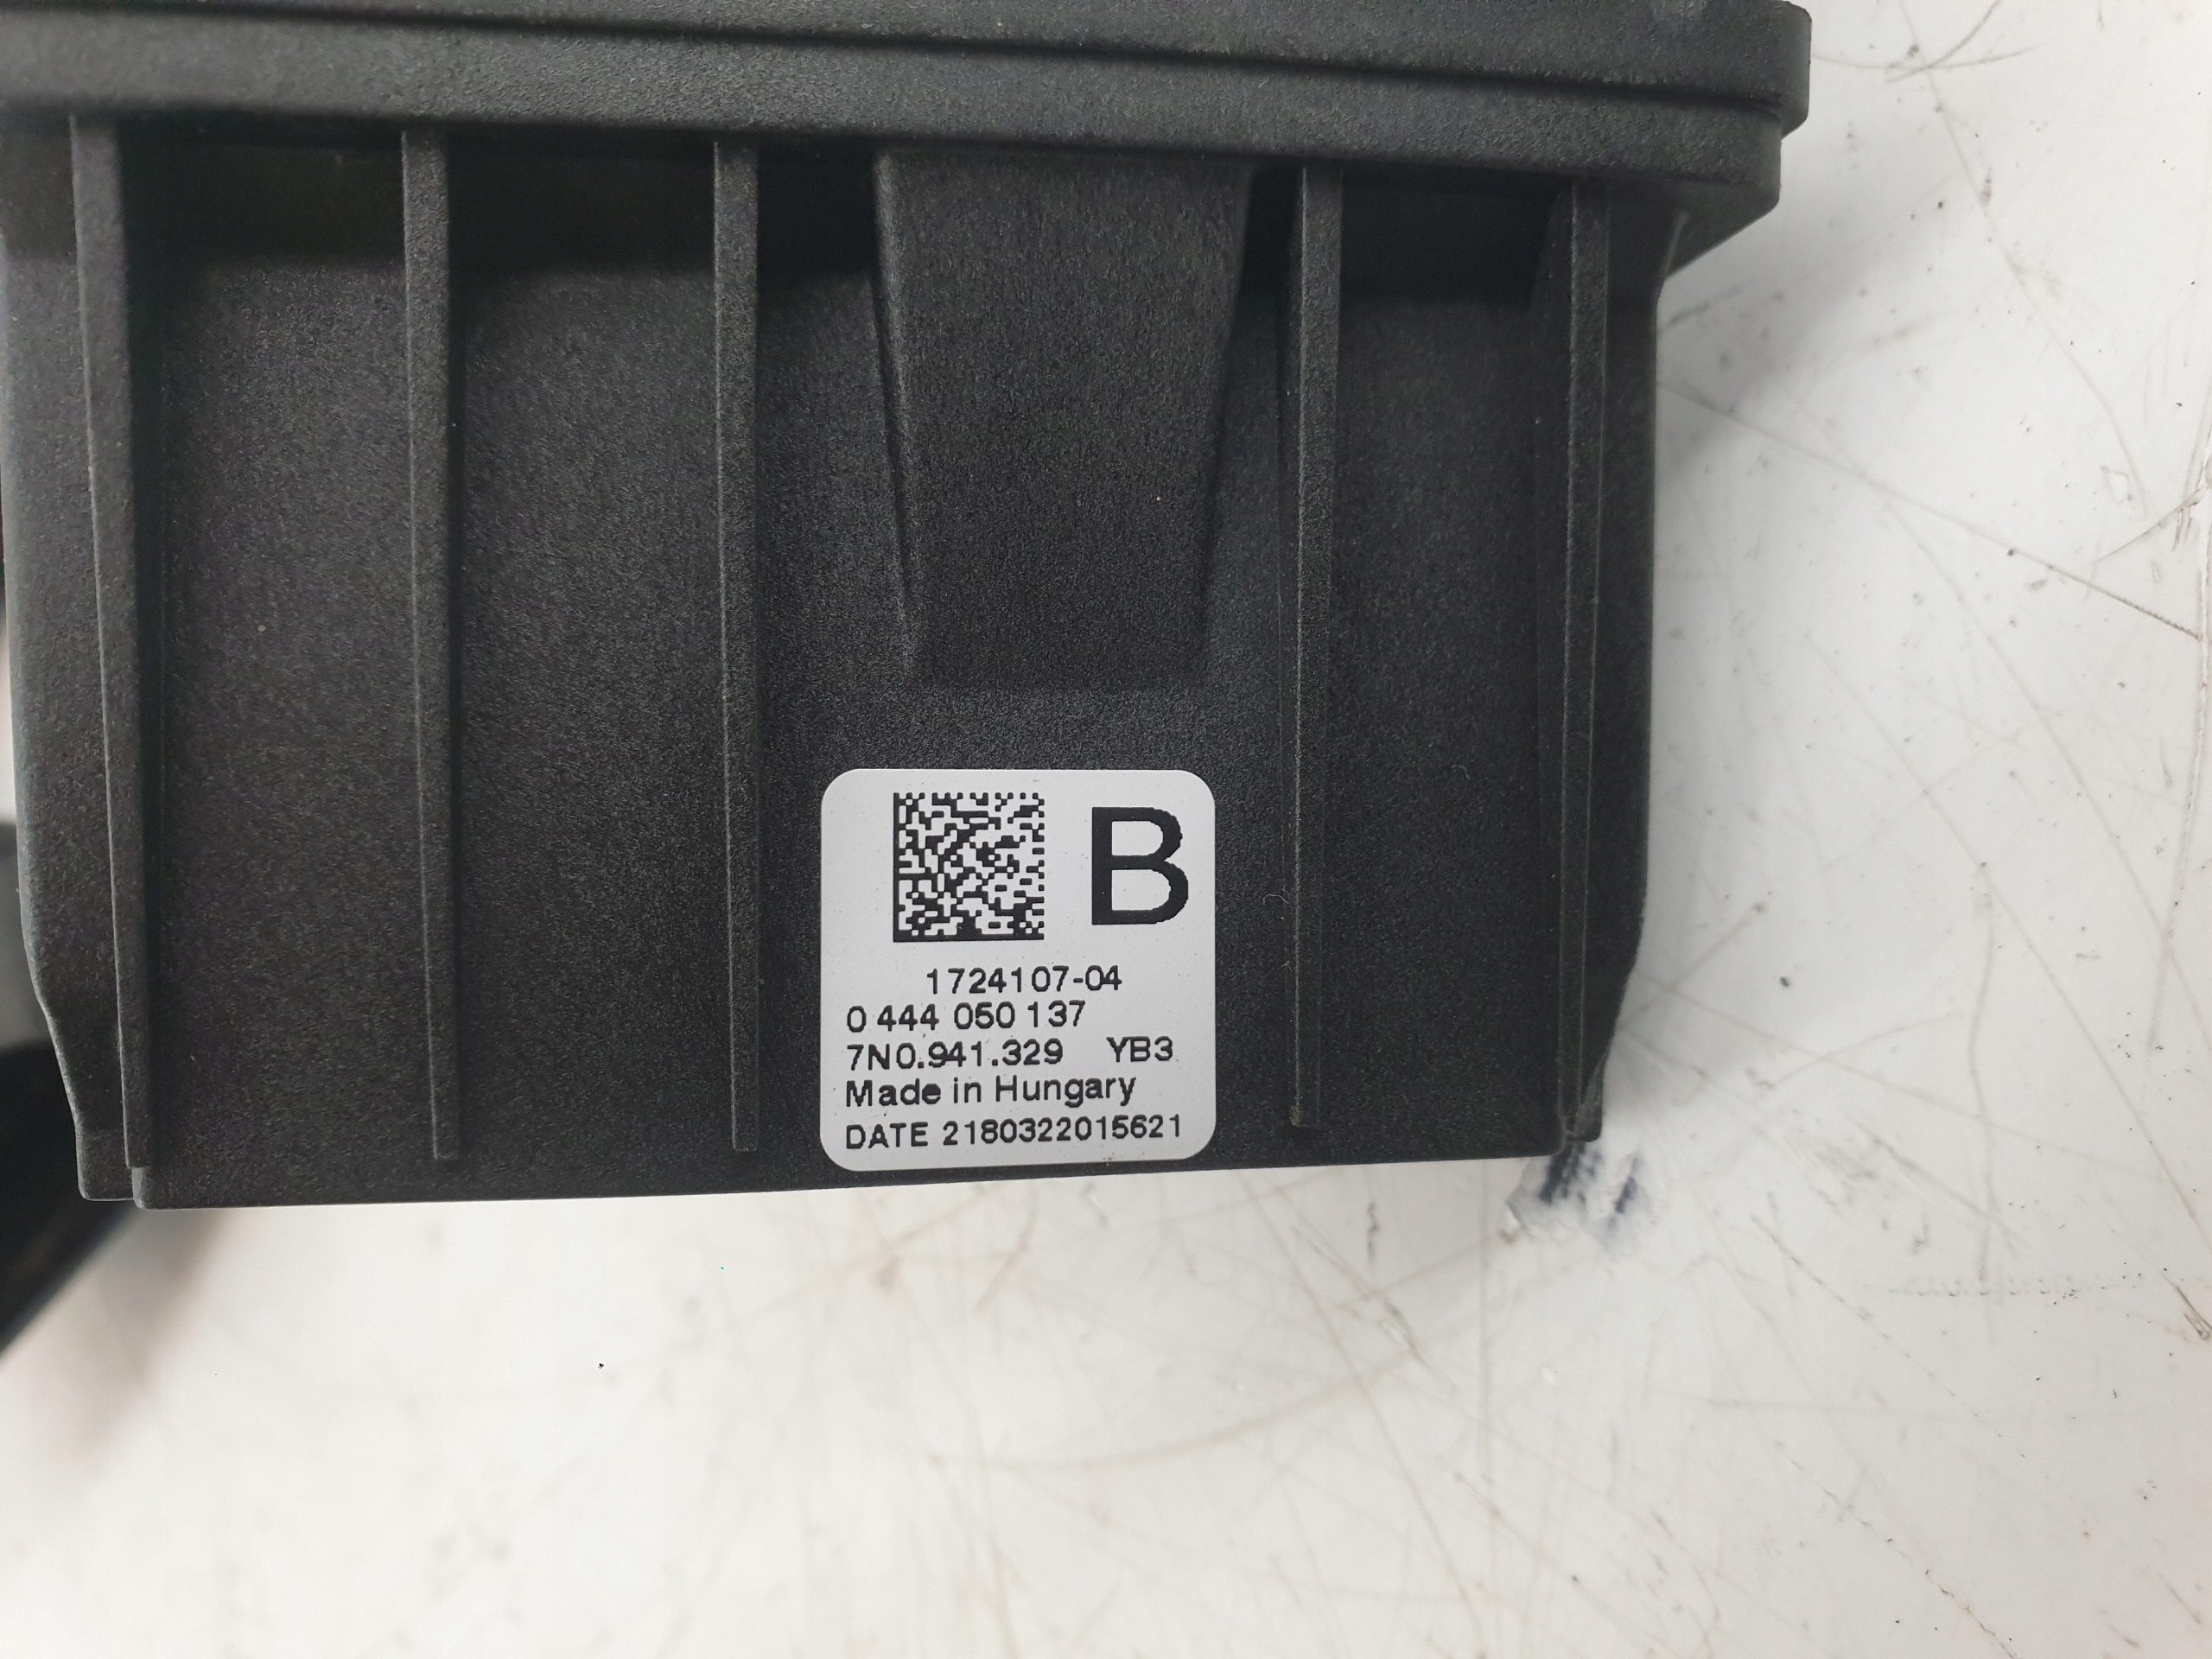 B
1724107-04
0 444 050 137
7N0.941.329 YB3
Made in Hungary
DATE 2180322015621